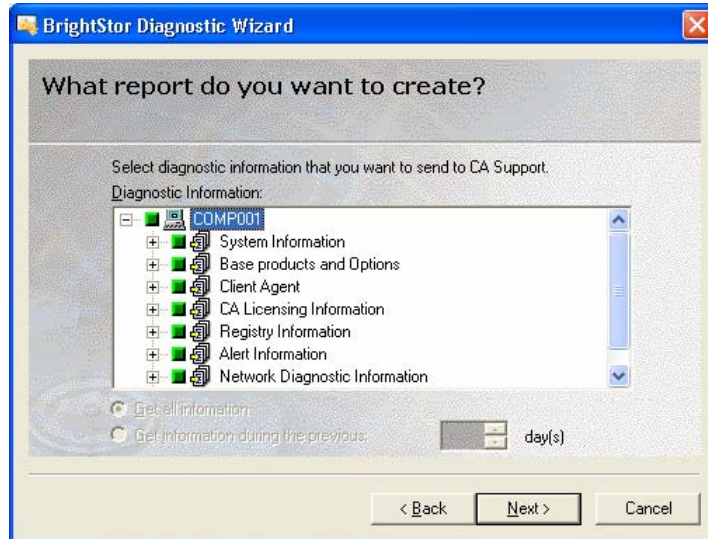 BrightStor Diagnostic Wizard
What report do you want to create?
Select diagnostic information that you want to send to CA Support.
Diagnostic Information:
COMP001
System Information
Base products and Options
Client Agent
CA Licensing Information
Registry Information
Alert Information
Network Diagnostic Information
Get all infomation
Get information during the previous:
day(s)
< Back
Next >
Cancel